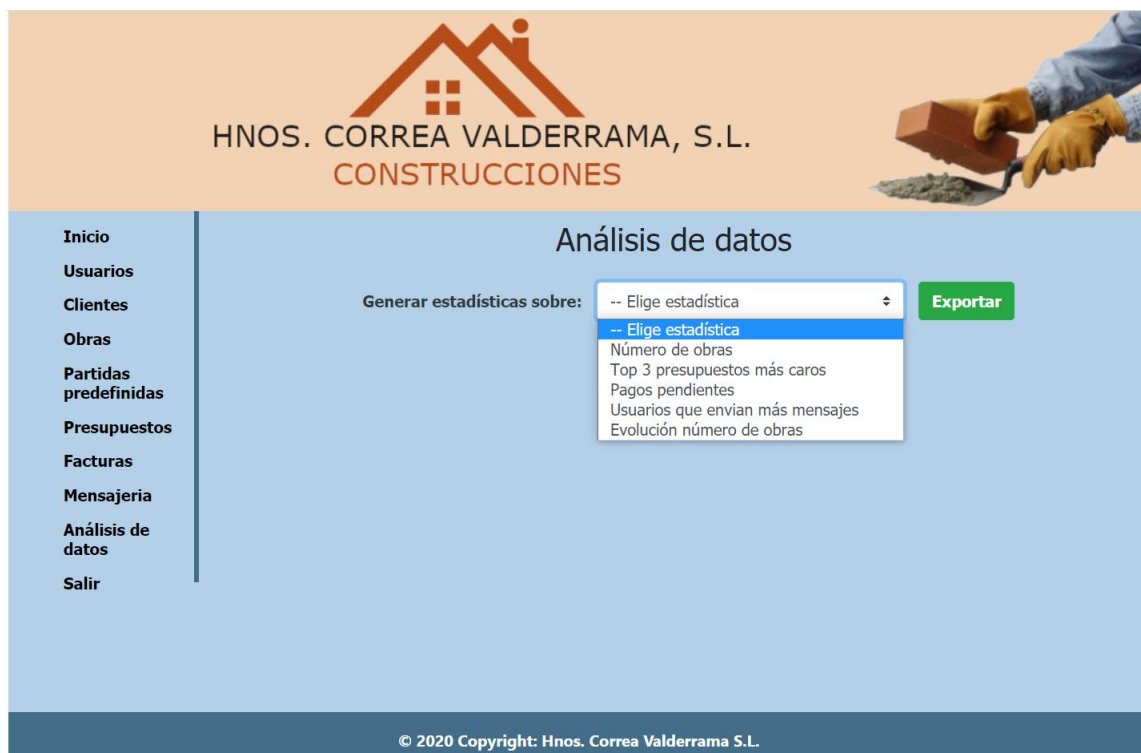 HNOS. CORREA VALDERRAMA, S.L.
CONSTRUCCIONES
Inicio
Usuarios
Clientes
Obras
Partidas
predefinidas
Presupuestos
Facturas
Mensajeria
Análisis de
datos
Salir
Análisis de datos
Generar estadísticas sobre:
-- Elige estadística
Exportar
-- Elige estadística
Número de obras
Top 3 presupuestos más caros
Pagos pendientes
Usuarios que envian más mensajes
Evolución número de obras
© 2020 Copyright: Hnos. Correa Valderrama S.L.